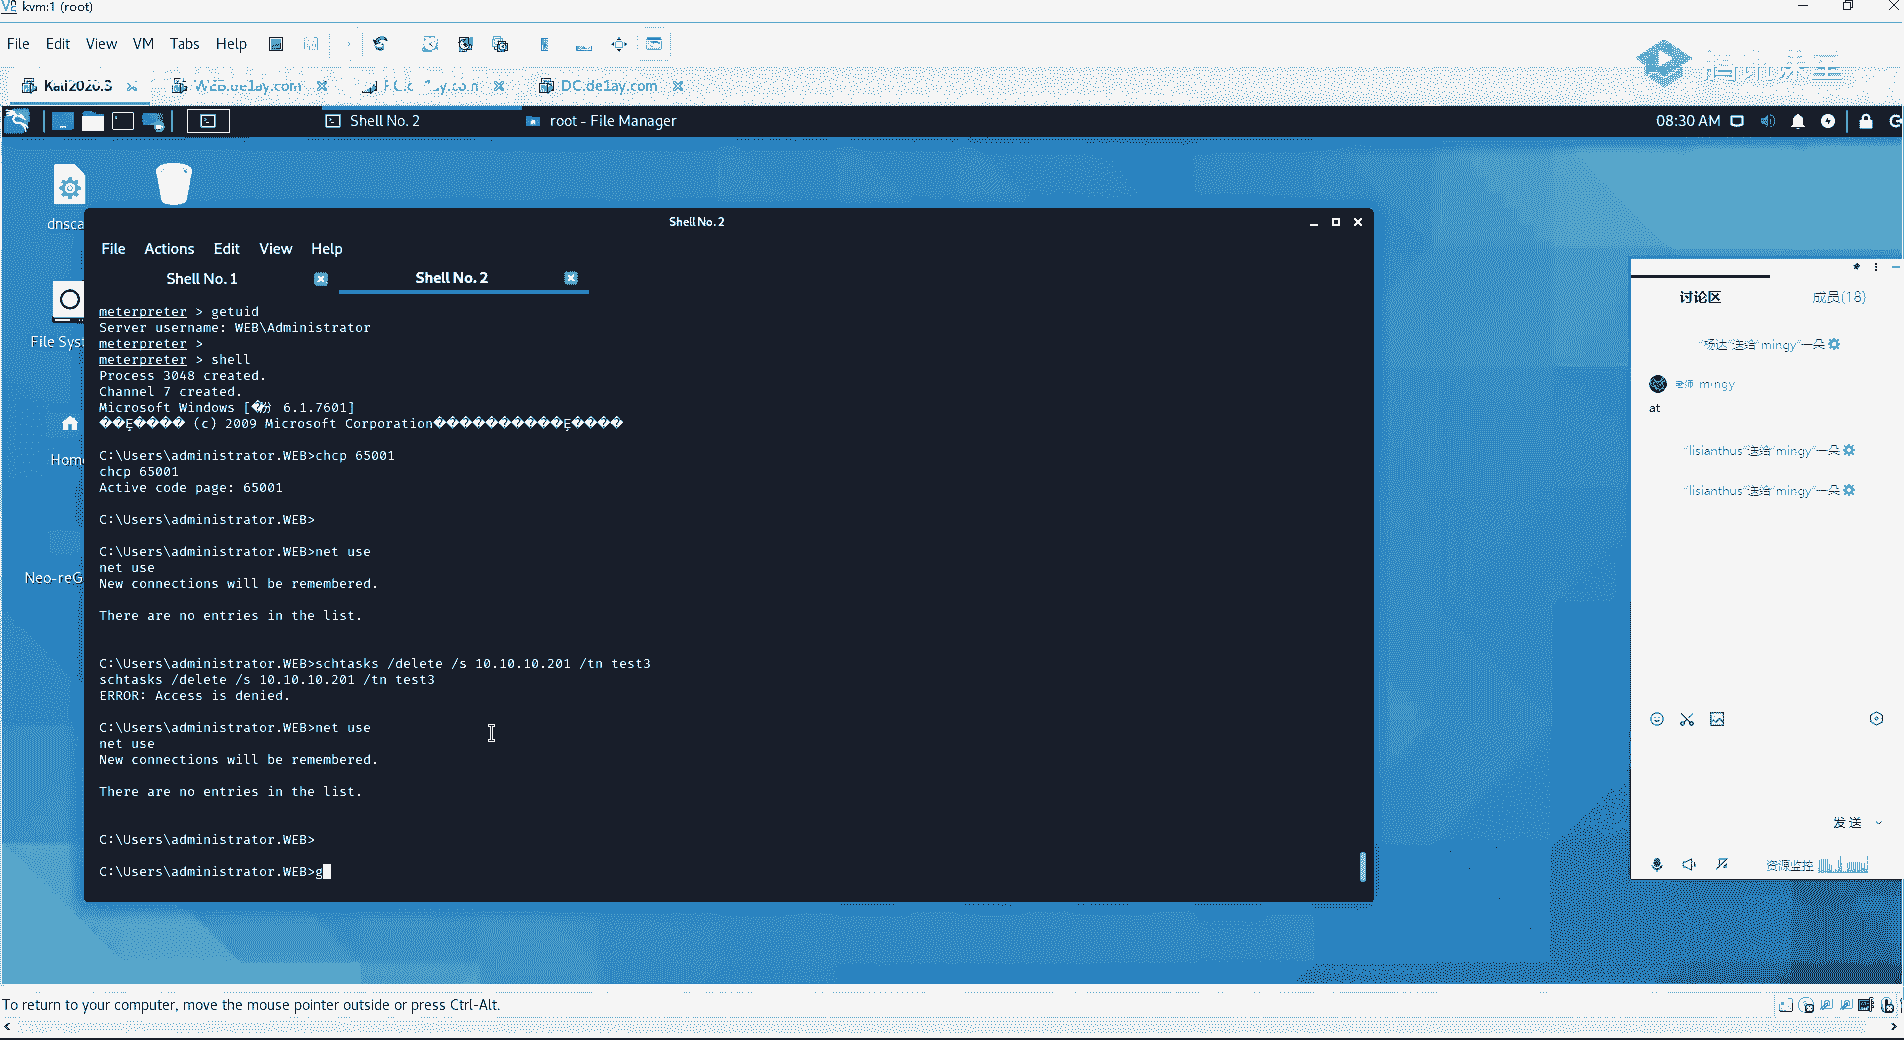 kvm:1 (root)
File Edit View VM Tabs Help
Kali2020.3
WEB.de1ay.com
DC.de1ay.com
Shell No. 2
root - File Manager
08:30 AM
dnsca
File Syst
Home
Neo-reG
Shell No. 2
File Actions Edit View Help
Shell No. 1
Shell No. 2
meterpreter > getuid
Server username: WEB\Administrator
meterpreter >
meterpreter > shell
Process 3048 created.
Channel 7 created.
Microsoft Windows [�汾 6.1.7601]
(c) 2009 Microsoft Corporation
C:\Users\administrator.WEB>chcp 65001
chcp 65001
Active code page: 65001
C:\Users\administrator.WEB>
C:\Users\administrator.WEB>net use
net use
New connections will be remembered.
There are no entries in the list.
C:\Users\administrator.WEB>schtasks /delete /s 10.10.10.201 /tn test3
schtasks /delete /s 10.10.10.201 /tn test3
ERROR: Access is denied.
C:\Users\administrator.WEB>net use
net use
New connections will be remembered.
There are no entries in the list.
C:\Users\administrator.WEB>
C:\Users\administrator.WEB>g
讨论区
成员(18)
"杨达"送给"mingy"一朵
老师 mingy
at
"lisianthus"送给"mingy"一朵
"lisianthus"送给"mingy"一朵
发送
资源监控
To return to your computer, move the mouse pointer outside or press Ctrl-Alt.